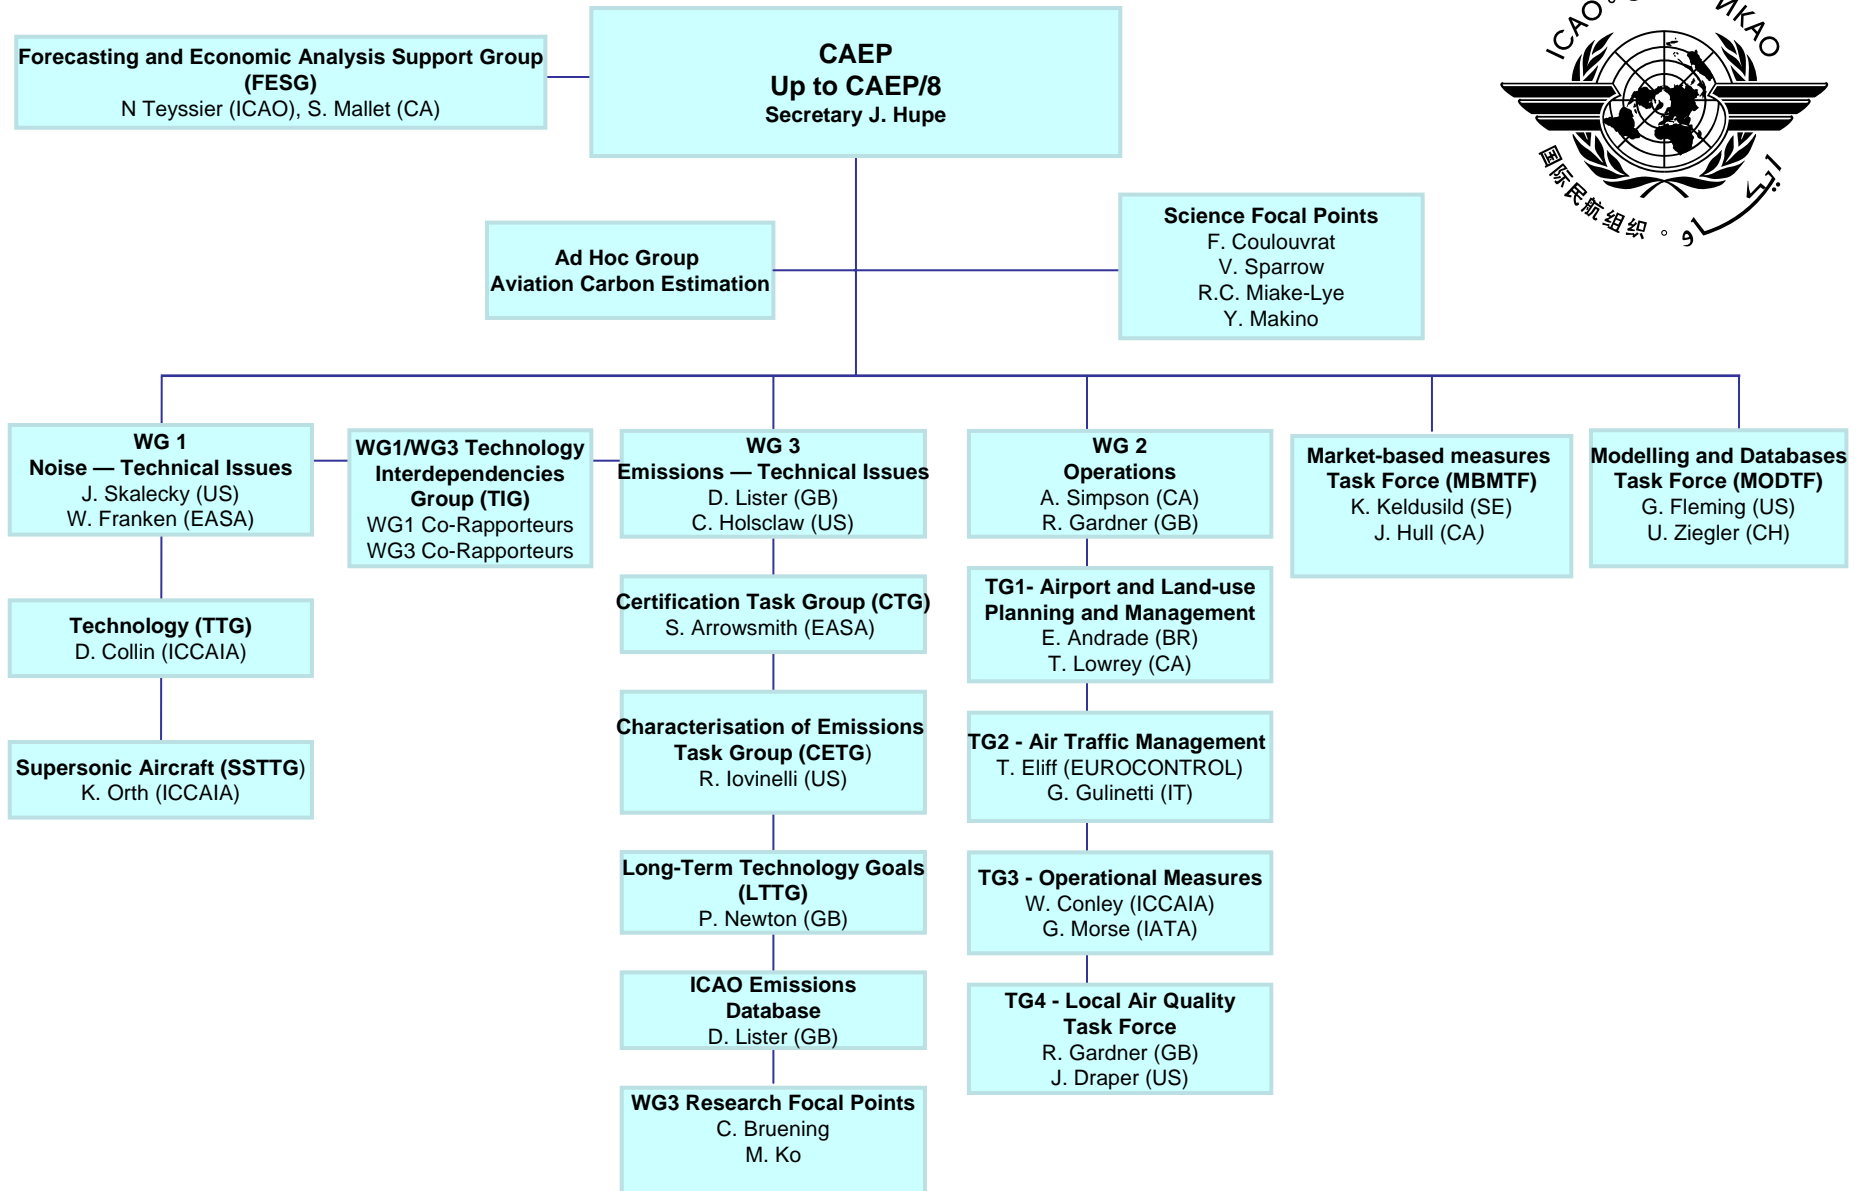 Forecasting and Economic Analysis Support Group
(FESG)
N Teyssier (ICAO), S. Mallet (CA)
CAEP
Up to CAEP/8
Secretary J. Hupe
ICAO
ИКАО
国际民航组织
Ad Hoc Group
Aviation Carbon Estimation
Science Focal Points
F. Coulouvrat
V. Sparrow
R.C. Miake-Lye
Y. Makino
WG 1
Noise — Technical Issues
J. Skalecky (US)
W. Franken (EASA)
Technology (TTG)
D. Collin (ICCAIA)
Supersonic Aircraft (SSTTG)
K. Orth (ICCAIA)
WG1/WG3 Technology
Interdependencies
Group (TIG)
WG1 Co-Rapporteurs
WG3 Co-Rapporteurs
WG 3
Emissions — Technical Issues
D. Lister (GB)
C. Holsclaw (US)
Certification Task Group (CTG)
S. Arrowsmith (EASA)
Characterisation of Emissions
Task Group (CETG)
R. Iovinelli (US)
Long-Term Technology Goals
(LTTG)
P. Newton (GB)
ICAO Emissions
Database
D. Lister (GB)
WG3 Research Focal Points
C. Bruening
M. Ko
WG 2
Operations
A. Simpson (CA)
R. Gardner (GB)
TG1- Airport and Land-use
Planning and Management
E. Andrade (BR)
T. Lowrey (CA)
TG2 - Air Traffic Management
T. Eliff (EUROCONTROL)
G. Gulinetti (IT)
TG3 - Operational Measures
W. Conley (ICCAIA)
G. Morse (IATA)
TG4 - Local Air Quality
Task Force
R. Gardner (GB)
J. Draper (US)
Market-based measures
Task Force (MBMTF)
K. Keldusild (SE)
J. Hull (CA)
Modelling and Databases
Task Force (MODTF)
G. Fleming (US)
U. Ziegler (CH)